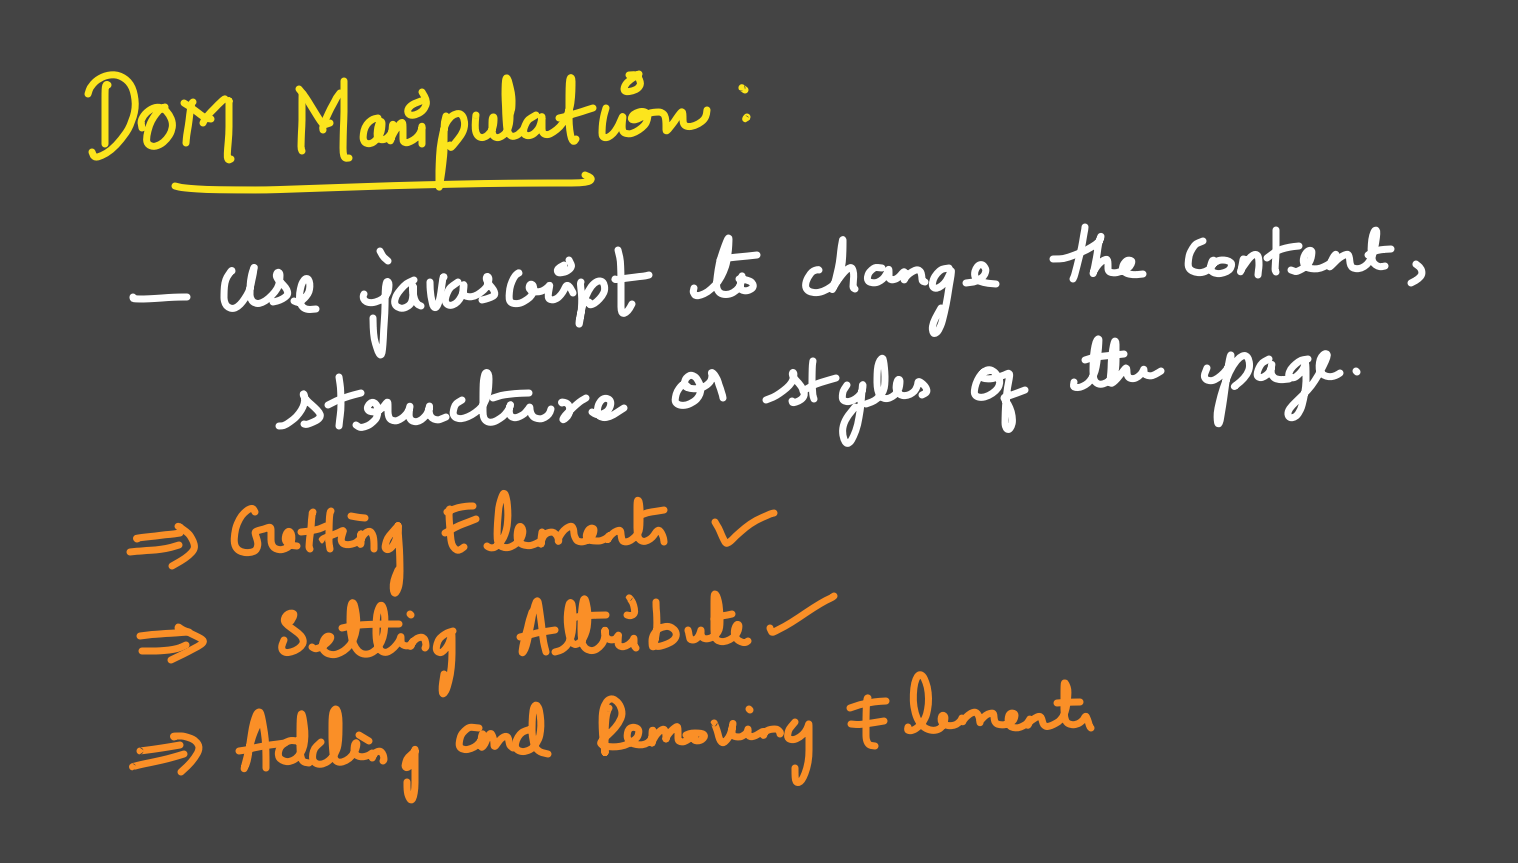 DOM Manipulation:
— Use javascript to change the content,
structure or styles of the page.
⇒ Getting Elements ✓
⇒ Setting Attribute ✓
⇒ Adding and Removing Elements